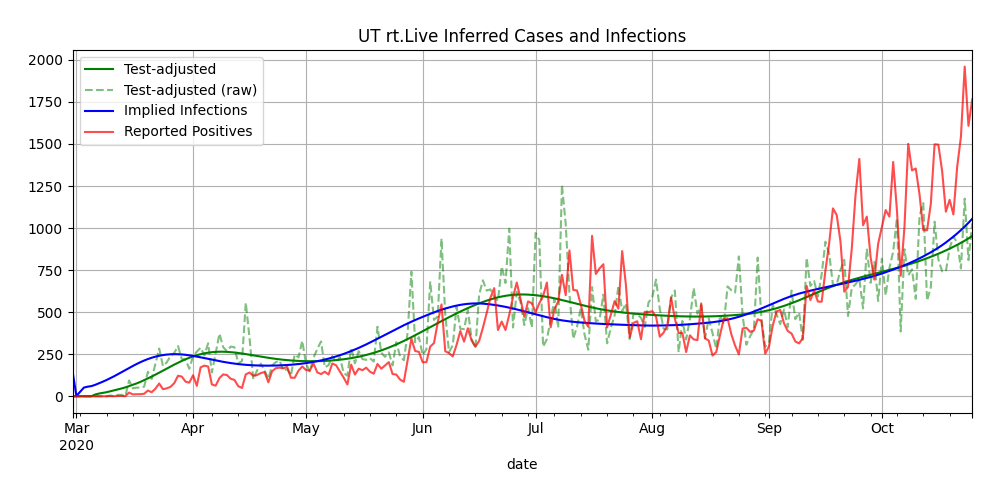 UT rt.Live Inferred Cases and Infections
2000
1750
1500
1250
1000
750
500
250
0
Test-adjusted
Test-adjusted (raw)
Implied Infections
Reported Positives
Mar Apr May Jun Jul Aug Sep Oct
2020
date